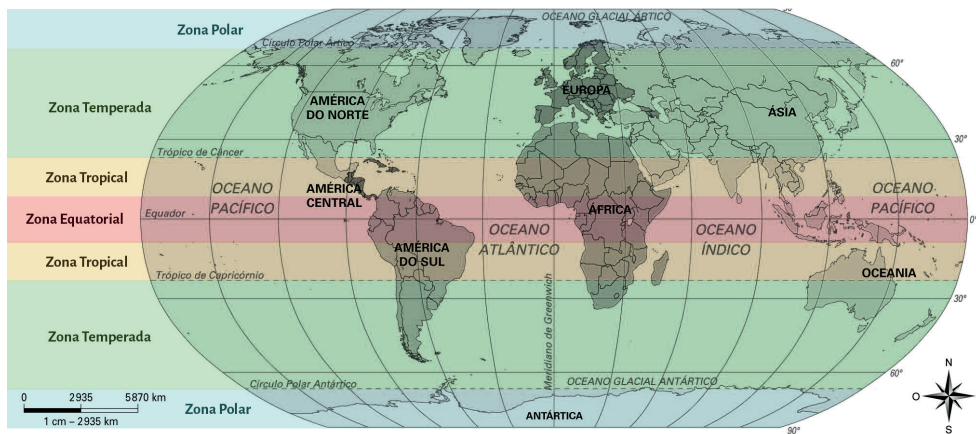 OCEANO GLACIAL ÁRTICO
Zona Polar
Círculo Polar Ártico
60°
Zona Temperada
AMÉRICA
DO NORTE
EUROPA
ÁSIA
30°
Trópico de Câncer
Zona Tropical
OCEANO
PACÍFICO
AMÉRICA
CENTRAL
OCEANO
PACÍFICO
Zona Equatorial
Equador
ÁFRICA
0°
OCEANO
ATLÂNTICO
OCEANO
ÍNDICO
AMÉRICA
DO SUL
Zona Tropical
Trópico de Capricórnio
OCEANIA
30°
Meridiano de Greenwich
Zona Temperada
60°
Círculo Polar Antártico
OCEANO GLACIAL ANTÁRTICO
0 2935 5870 km
1 cm – 2935 km
Zona Polar
ANTÁRTICA
90°
N
O L
S